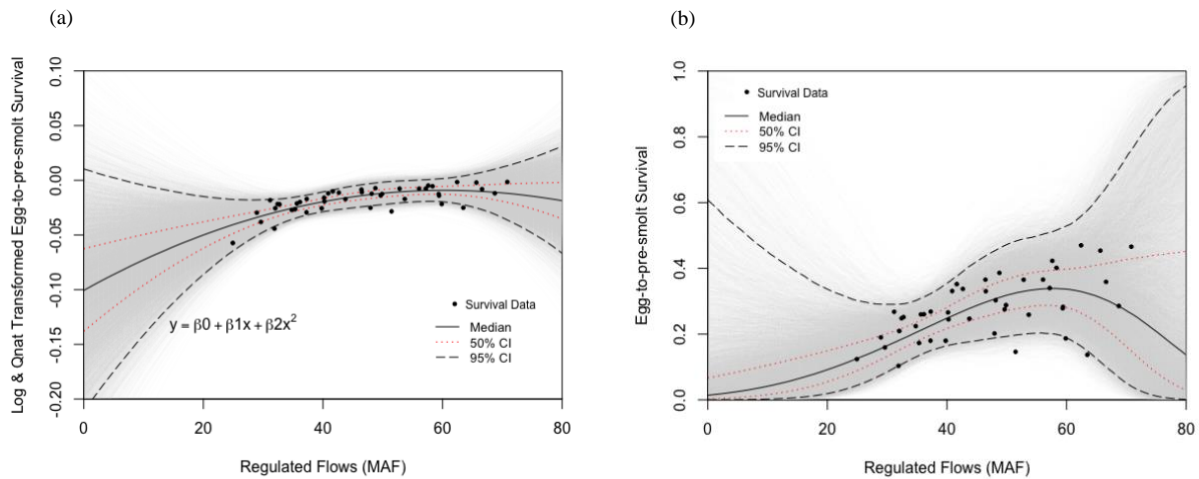 (a)
Log & Qnat Transformed Egg-to-pre-smolt Survival
0.10
0.05
0.00
-0.05
-0.10
-0.15
-0.20
y = β0 + β1x + β2x²
Survival Data
Median
50% CI
95% CI
0 20 40 60 80
Regulated Flows (MAF)
(b)
Egg-to-pre-smolt Survival
1.0
0.8
0.6
0.4
0.2
0.0
Survival Data
Median
50% CI
95% CI
0 20 40 60 80
Regulated Flows (MAF)